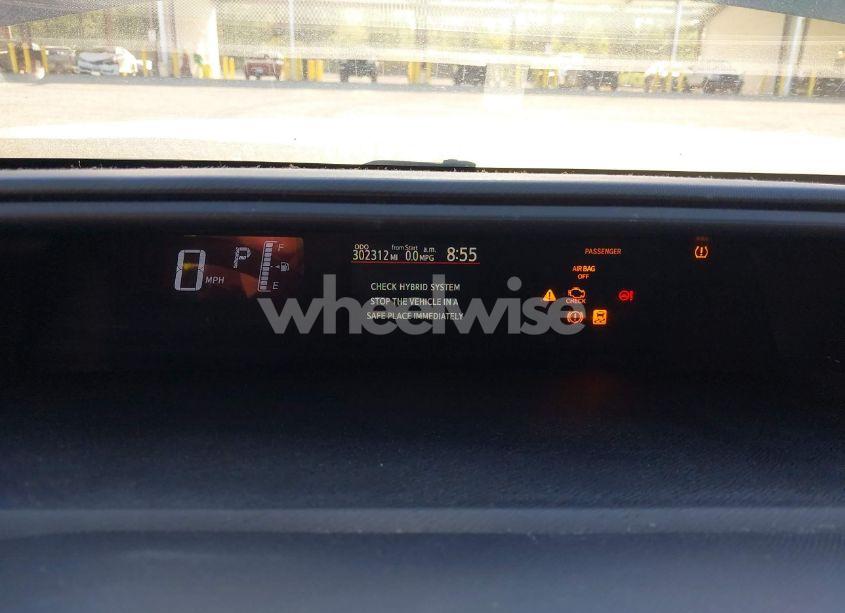 0 MPH
P
F
E
ODO from Start a.m.
302312 MI 0.0 MPG 8:55
CHECK HYBRID SYSTEM
STOP THE VEHICLE IN A
SAFE PLACE IMMEDIATELY
PASSENGER
AIR BAG
OFF
CHECK
wheelwise